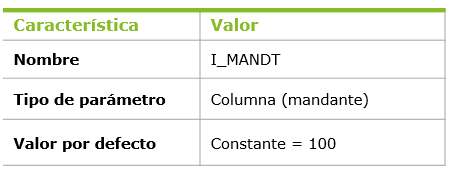 Característica Valor
Nombre I_MANDT
Tipo de parámetro Columna (mandante)
Valor por defecto Constante = 100